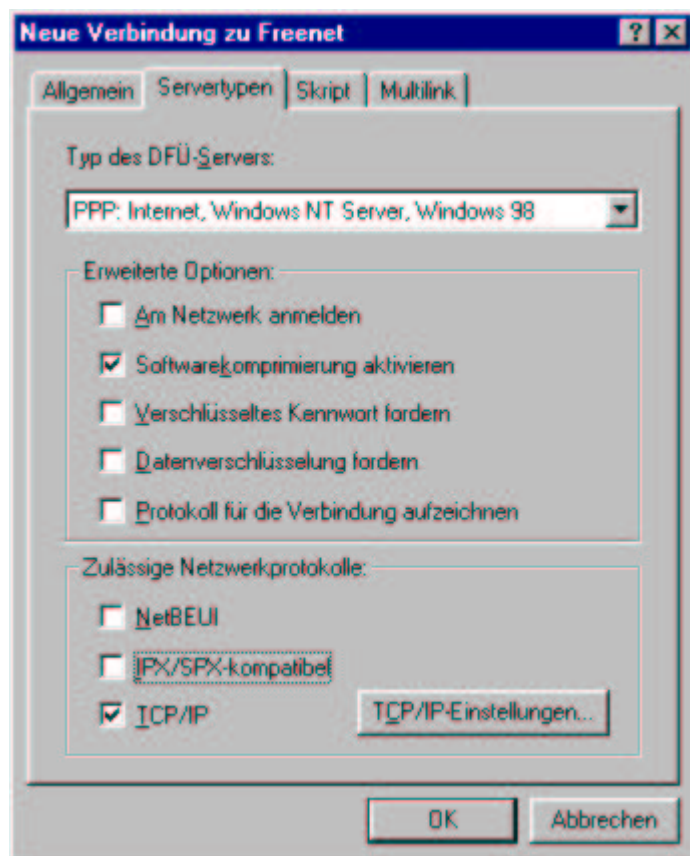 Neue Verbindung zu Freenet
Allgemein Servertypen Skript Multilink
Typ des DFÜ-Servers:
PPP: Internet, Windows NT Server, Windows 98
Erweiterte Optionen:
Am Netzwerk anmelden
Softwarekomprimierung aktivieren
Verschlüsseltes Kennwort fordern
Datenverschlüsselung fordern
Protokoll für die Verbindung aufzeichnen
Zulässige Netzwerkprotokolle:
NetBEUI
IPX/SPX-kompatibel
TCP/IP TCP/IP-Einstellungen...
OK Abbrechen